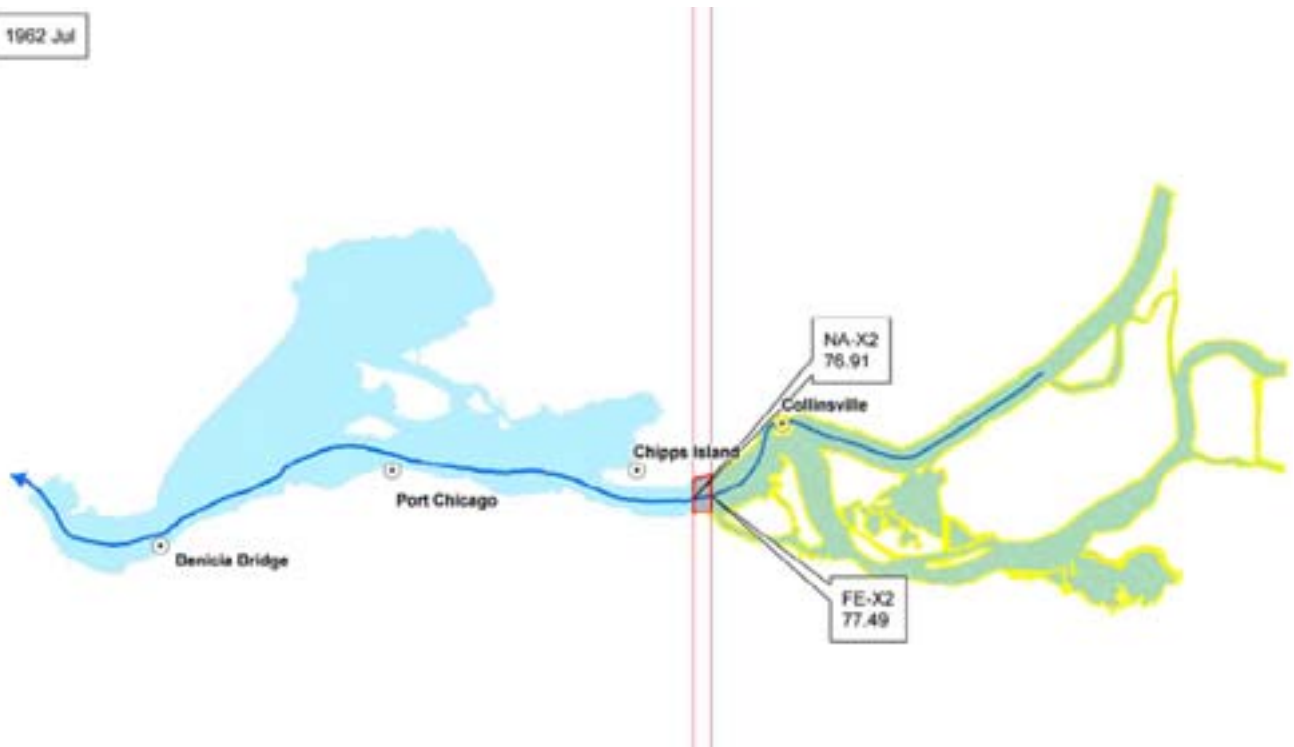 1962 Jul
NA-X2
76.91
Collinsville
Chipps Island
Port Chicago
Benicia Bridge
FE-X2
77.49